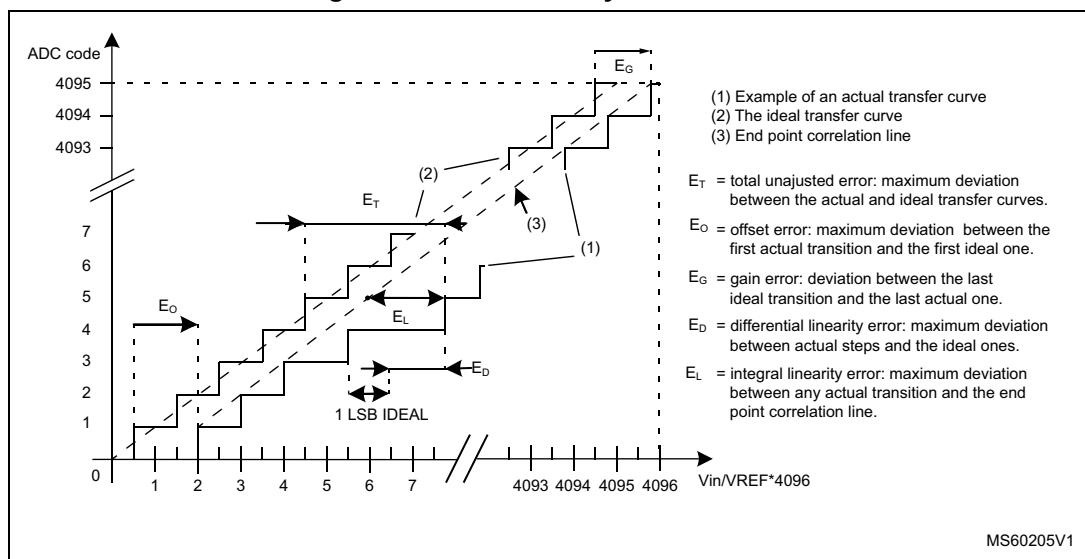 ADC code
E_G
4095
4094
4093
(1) Example of an actual transfer curve
(2) The ideal transfer curve
(3) End point correlation line
(2)
E_T
(3)
7
(1)
6
5
E_O
E_L
4
3
E_D
2
1 LSB IDEAL
1
0
1 2 3 4 5 6 7 4093 4094 4095 4096 Vin/VREF*4096
E_T = total unajusted error: maximum deviation
between the actual and ideal transfer curves.
E_O = offset error: maximum deviation between the
first actual transition and the first ideal one.
E_G = gain error: deviation between the last
ideal transition and the last actual one.
E_D = differential linearity error: maximum deviation
between actual steps and the ideal ones.
E_L = integral linearity error: maximum deviation
between any actual transition and the end
point correlation line.
MS60205V1